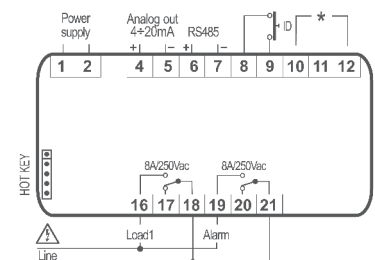 Power supply
Analog out 4÷20mA
RS485
ID
*
+ − + −
1 2 4 5 6 7 8 9 10 11 12
HOT KEY
8A/250Vac 8A/250Vac
16 17 18 19 20 21
Load1 Alarm
Line